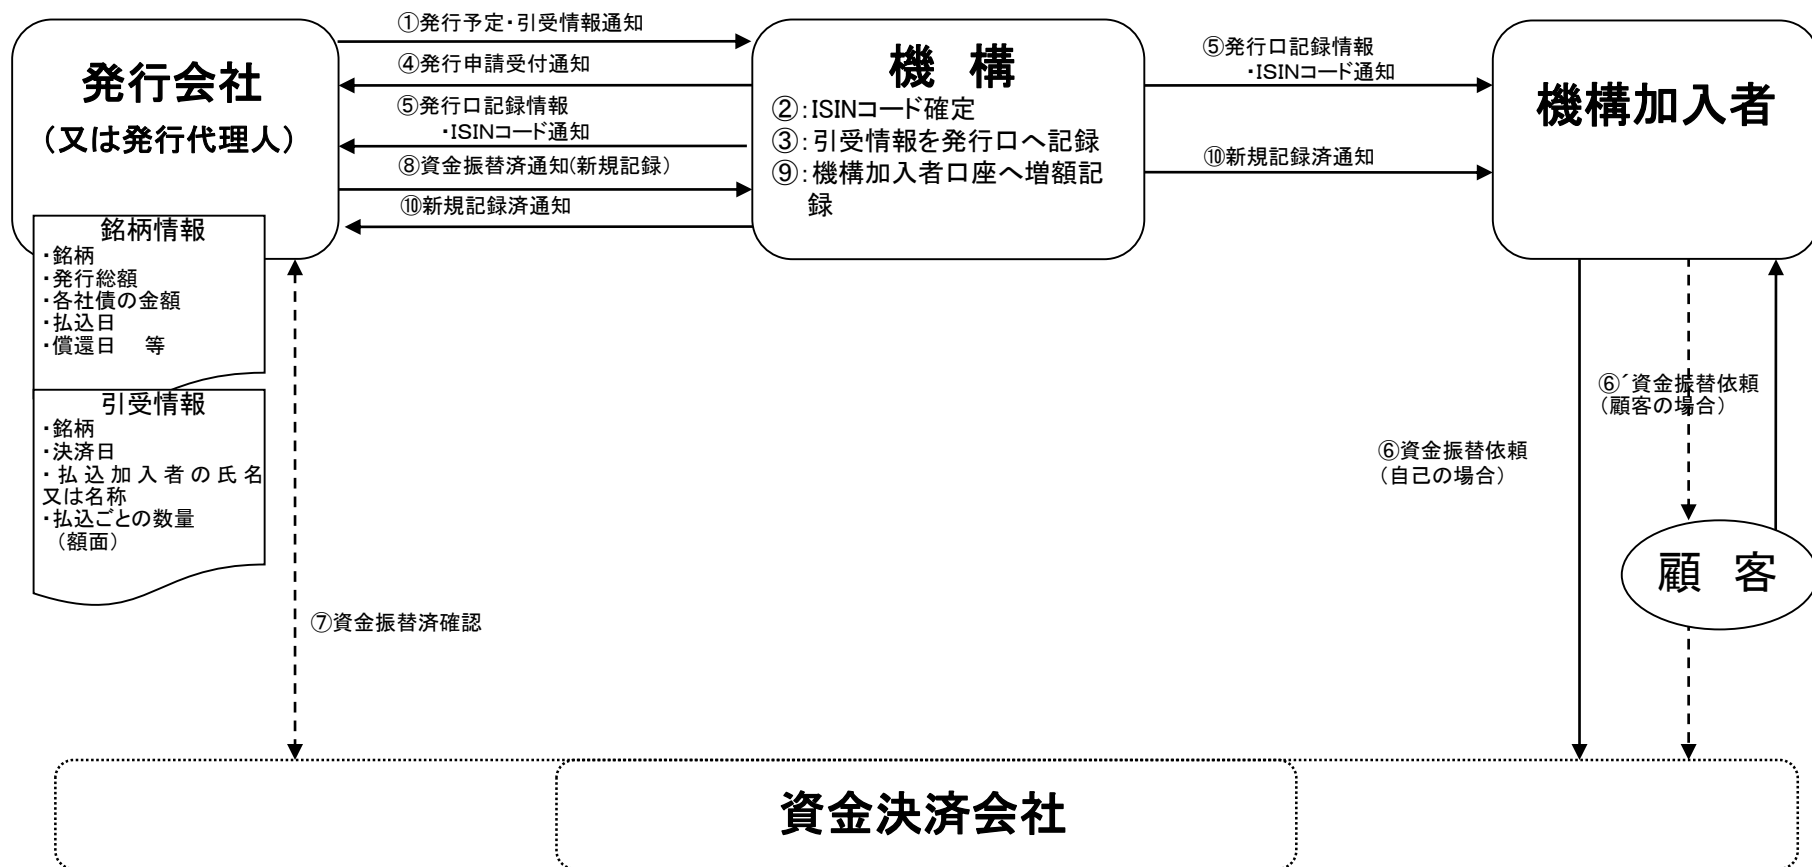 発行会社
（又は発行代理人）
①発行予定・引受情報通知
④発行申請受付通知
⑤発行口記録情報
・ISINコード通知
⑧資金振替済通知(新規記録)
⑩新規記録済通知
機 構
②：ISINコード確定
③：引受情報を発行口へ記録
⑨：機構加入者口座へ増額記
録
⑤発行口記録情報
・ISINコード通知
⑩新規記録済通知
機構加入者
銘柄情報
・銘柄
・発行総額
・各社債の金額
・払込日
・償還日 等
引受情報
・銘柄
・決済日
・払込加入者の氏名
又は名称
・払込ごとの数量
（額面）
⑦資金振替済確認
⑥資金振替依頼
（自己の場合）
⑥´資金振替依頼
（顧客の場合）
顧 客
資金決済会社